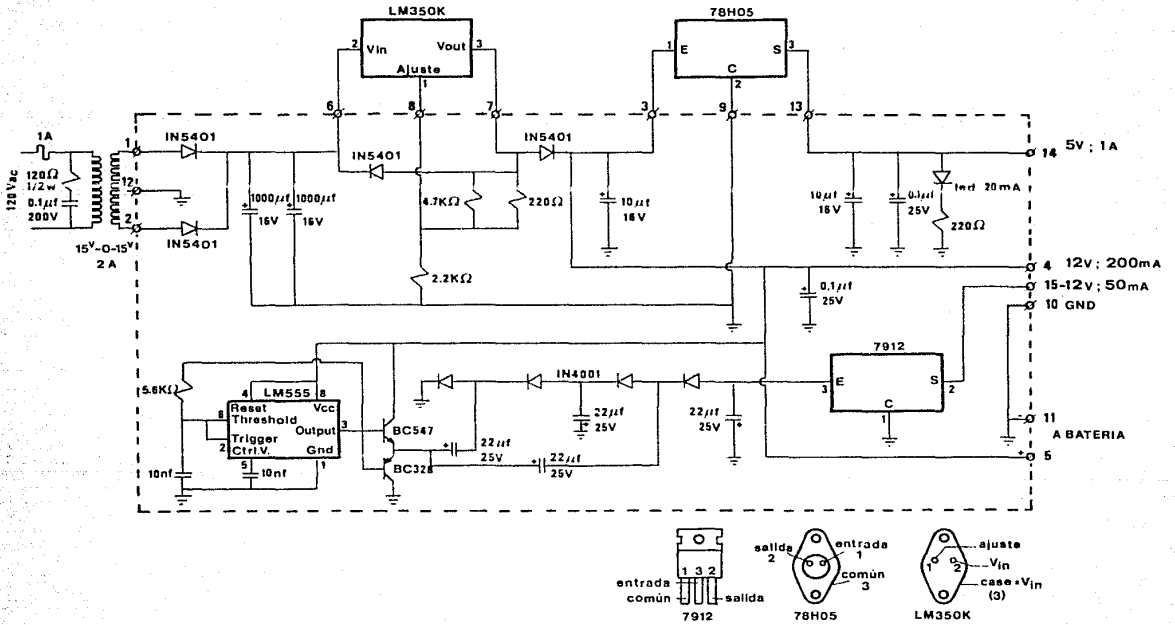 LM350K
2 Vin Vout 3
Ajuste
1
78H05
1 E S 3
C
2
6 8 7 3 9 13
1A
120Vac
120Ω
1/2w
0.1µf
200V
1
12
2
15V-0-15V
2A
IN5401
IN5401
1000µf
16V
1000µf
16V
IN5401
4.7KΩ
220Ω
IN5401
2.2KΩ
10µf
16V
10µf
16V
0.1µf
25V
led 20mA
220Ω
14 5V; 1A
4 12V; 200mA
15-12V; 50mA
10 GND
0.1µf
25V
5.6KΩ
LM555
4 8
Reset Vcc
6 Threshold
Output 3
2 Trigger
Ctrl.V. Gnd
5 1
10nf
10nf
BC547
BC328
IN4001
22µf
25V
22µf
25V
22µf
25V
22µf
25V
7912
3 E S 2
C
1
- 11
A BATERIA
+ 5
1 3 2
entrada
común
salida
7912
salida
2
entrada
1
común
3
78H05
ajuste
1 2
Vin
case=Vin
(3)
LM350K